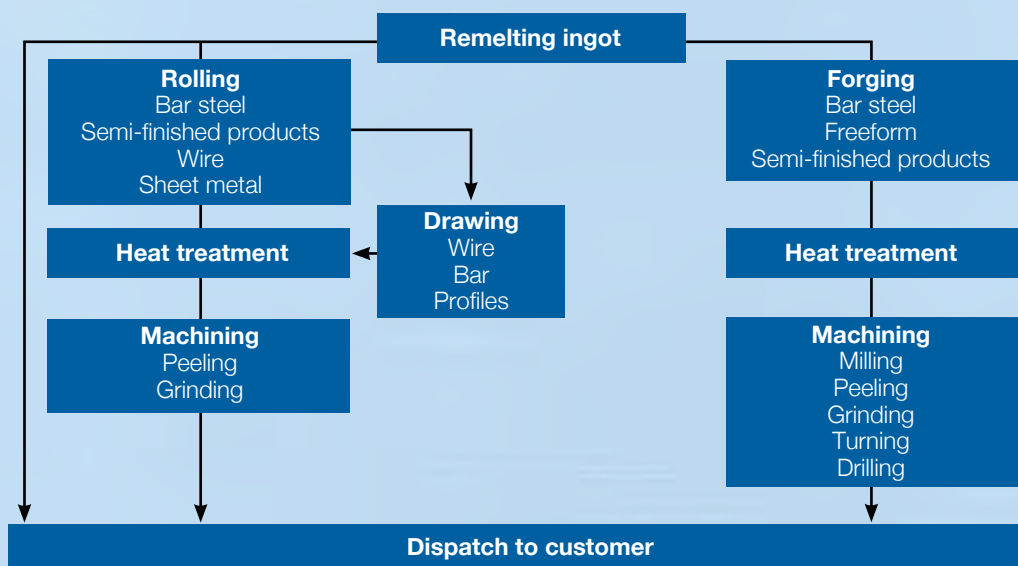 Remelting ingot
Rolling
Bar steel
Semi-finished products
Wire
Sheet metal
Forging
Bar steel
Freeform
Semi-finished products
Drawing
Wire
Bar
Profiles
Heat treatment
Heat treatment
Machining
Peeling
Grinding
Machining
Milling
Peeling
Grinding
Turning
Drilling
Dispatch to customer